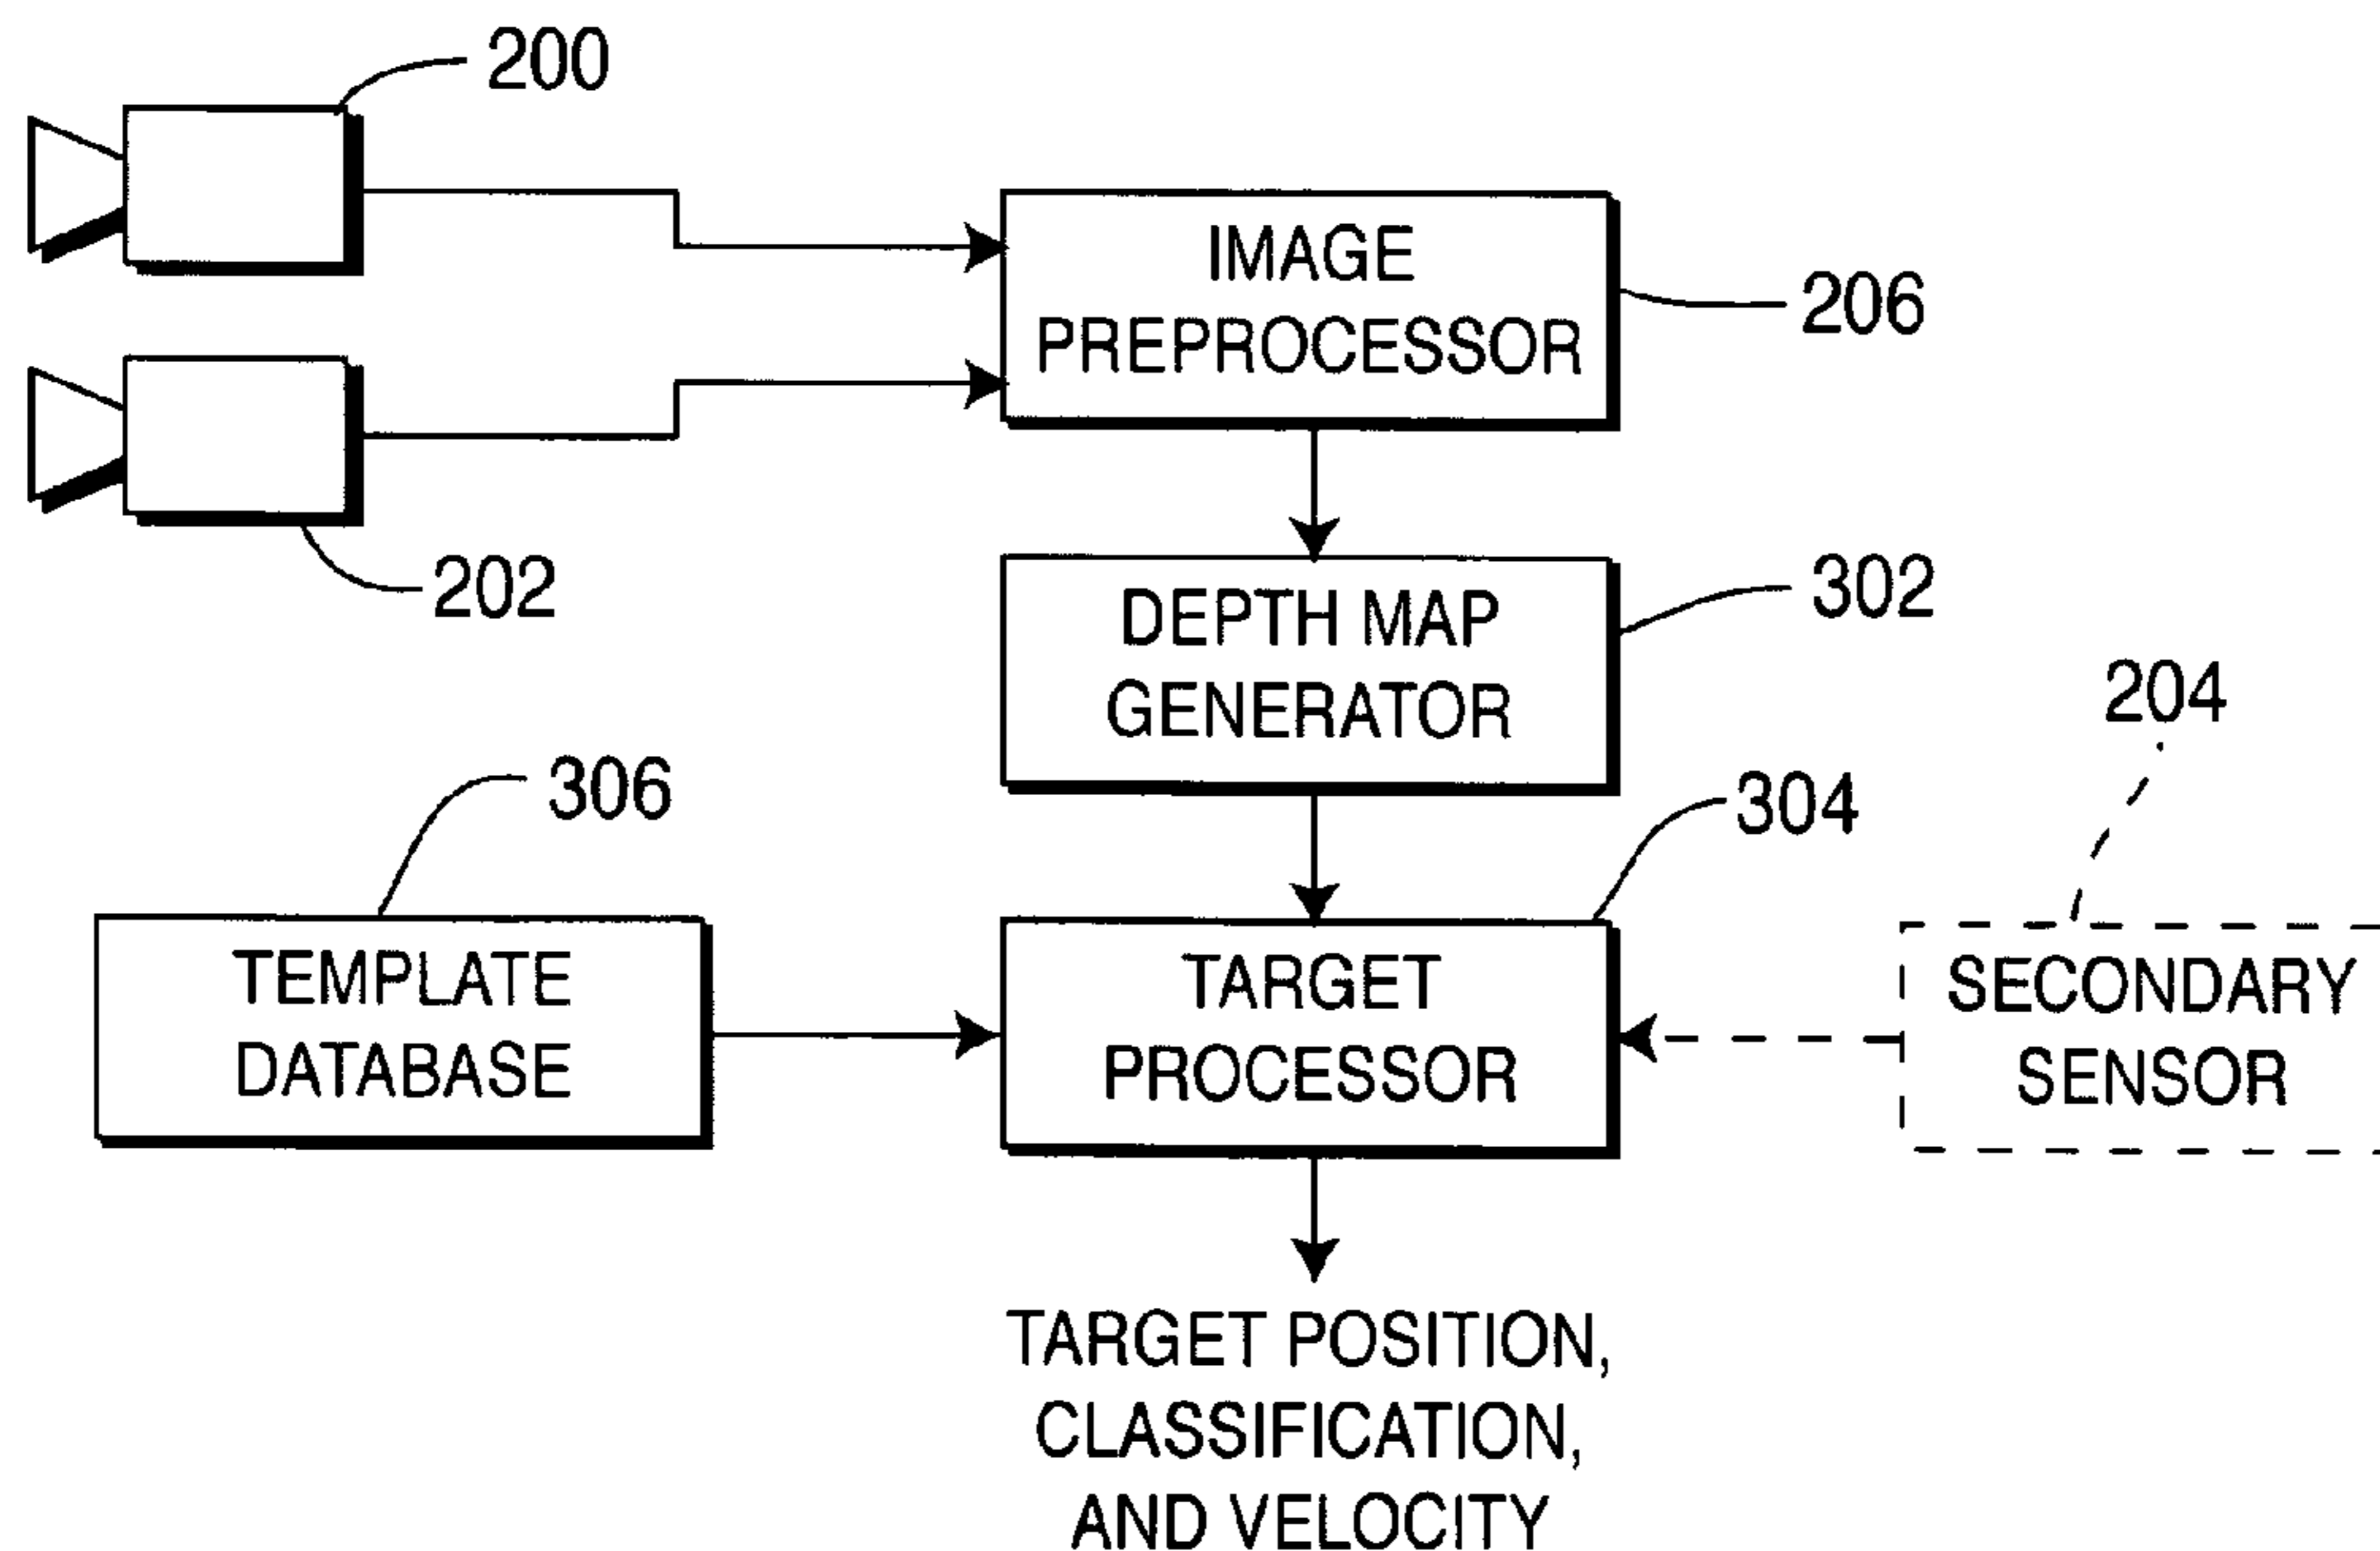 200
IMAGE
PREPROCESSOR
206
202
DEPTH MAP
GENERATOR
302
204
306
304
TEMPLATE
DATABASE
TARGET
PROCESSOR
SECONDARY
SENSOR
TARGET POSITION,
CLASSIFICATION,
AND VELOCITY